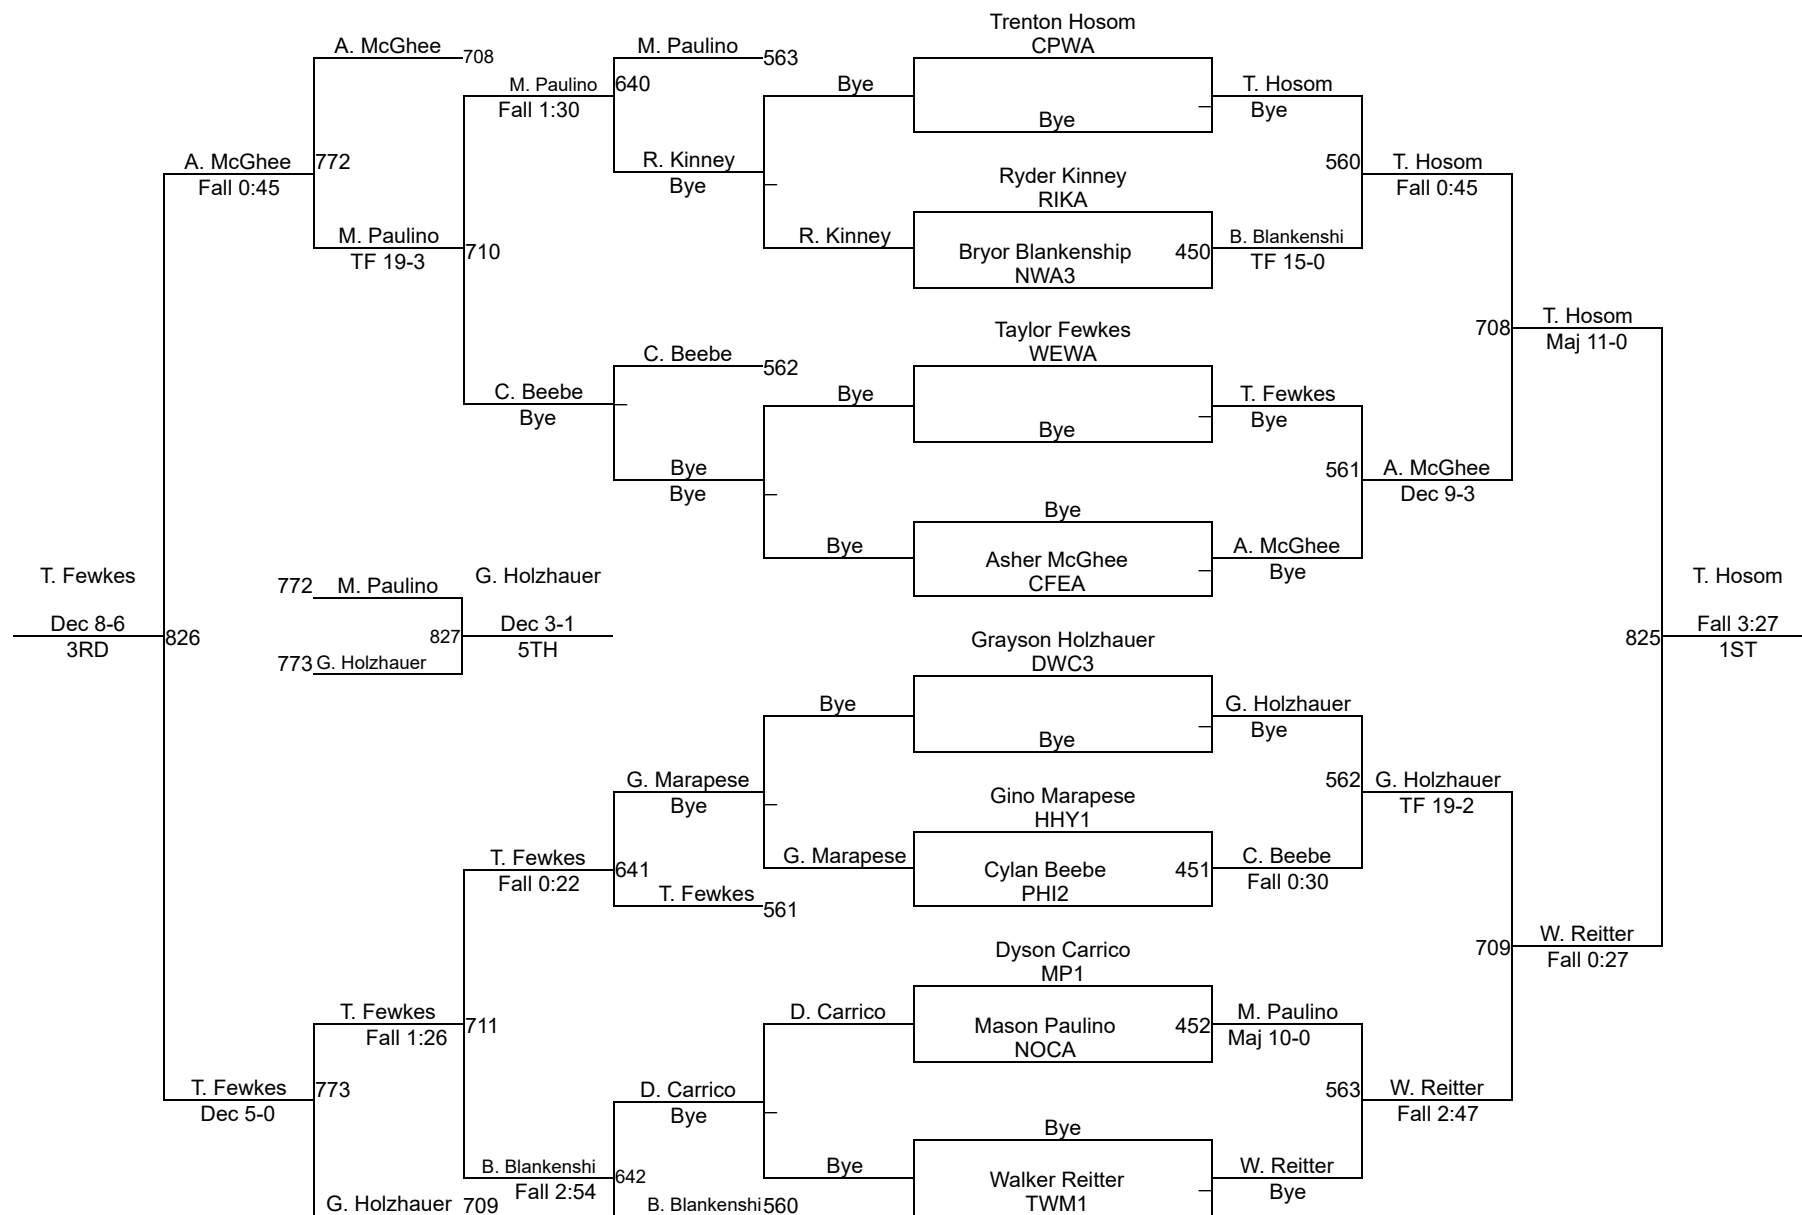 Trenton Hosom
A. McGhee
708
M. Paulino
563
CPWA
M. Paulino
640
Bye
T. Hosom
Fall 1:30
Bye
Bye
A. McGhee
772
R. Kinney
560
T. Hosom
Fall 0:45
Bye
Ryder Kinney
Fall 0:45
RIKA
M. Paulino
R. Kinney
B. Blankenshi
TF 19-3
710
Bryor Blankenship
450
TF 15-0
NWA3
Taylor Fewkes
708
T. Hosom
C. Beebe
562
WEWA
Maj 11-0
C. Beebe
Bye
T. Fewkes
Bye
Bye
Bye
Bye
561
A. McGhee
Bye
Dec 9-3
Bye
Bye
A. McGhee
T. Fewkes
772
M. Paulino
G. Holzhauer
Asher McGhee
Bye
T. Hosom
CFEA
Dec 8-6
826
827
Dec 3-1
825
Fall 3:27
3RD
5TH
1ST
773
G. Holzhauer
Grayson Holzhauer
DWC3
Bye
G. Holzhauer
Bye
Bye
G. Marapese
562
G. Holzhauer
Bye
Gino Marapese
TF 19-2
HHY1
T. Fewkes
G. Marapese
C. Beebe
Fall 0:22
641
Cylan Beebe
451
Fall 0:30
T. Fewkes
561
PHI2
Dyson Carrico
709
W. Reitter
MP1
Fall 0:27
T. Fewkes
D. Carrico
M. Paulino
Fall 1:26
711
Mason Paulino
452
Maj 10-0
NOCA
T. Fewkes
773
D. Carrico
563
W. Reitter
Dec 5-0
Bye
Bye
Fall 2:47
B. Blankenshi
642
Bye
W. Reitter
Fall 2:54
Walker Reitter
Bye
G. Holzhauer
709
B. Blankenshi
560
TWM1